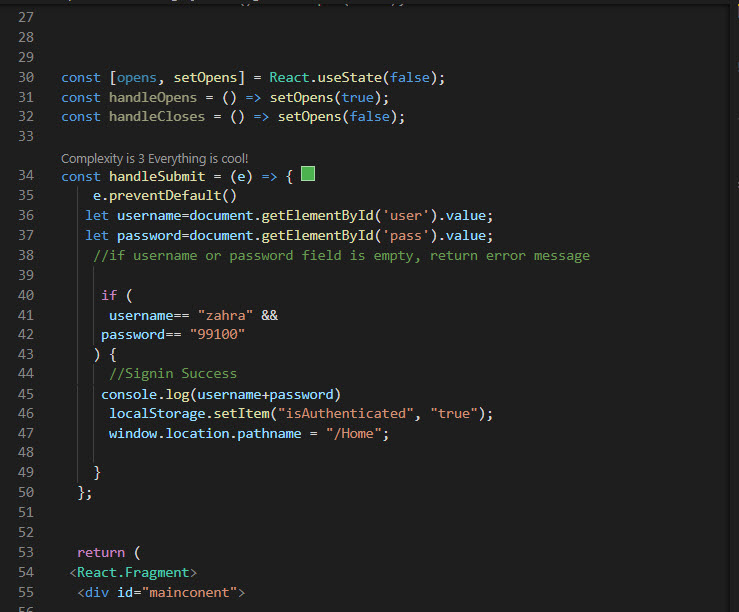 27
28
29
30 const [opens, setOpens] = React.useState(false);
31 const handleOpens = () => setOpens(true);
32 const handleCloses = () => setOpens(false);
33
Complexity is 3 Everything is cool!
34 const handleSubmit = (e) => {
35 e.preventDefault()
36 let username=document.getElementById('user').value;
37 let password=document.getElementById('pass').value;
38 //if username or password field is empty, return error message
39
40 if (
41 username== "zahra" &&
42 password== "99100"
43 ) {
44 //Signin Success
45 console.log(username+password)
46 localStorage.setItem("isAuthenticated", "true");
47 window.location.pathname = "/Home";
48
49 }
50 };
51
52
53 return (
54 <React.Fragment>
55 <div id="mainconent">